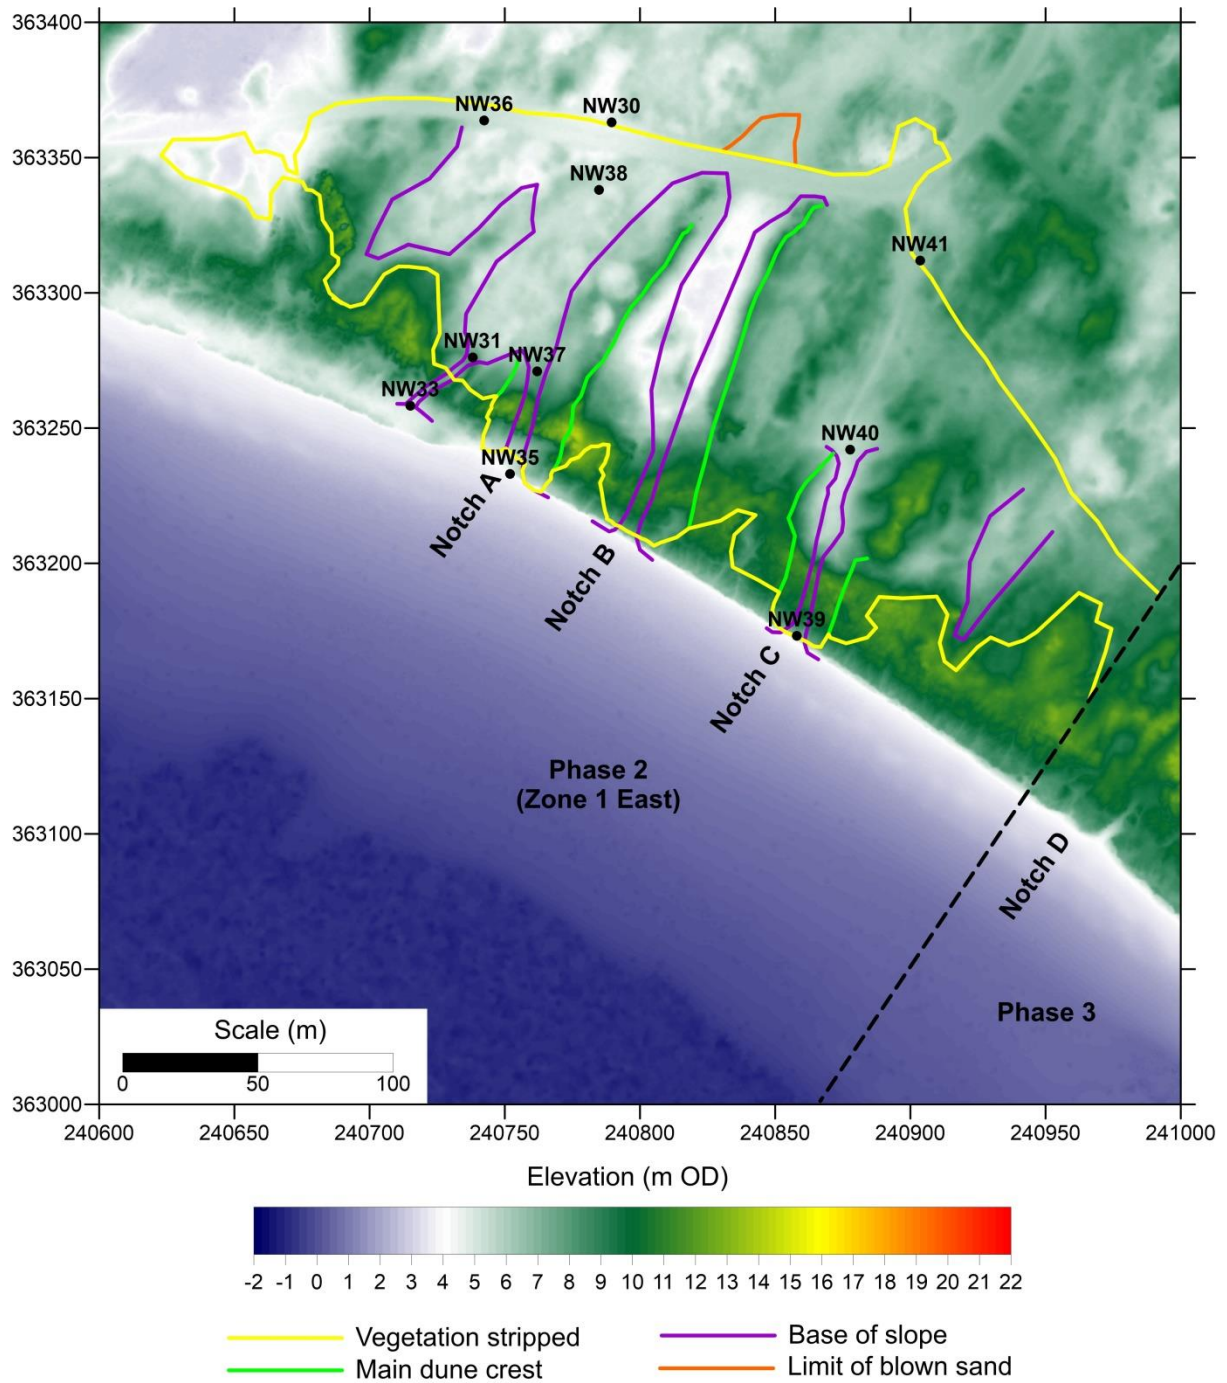 363400
363350
363300
363250
363200
363150
363100
363050
363000
NW36
NW30
NW38
NW41
NW31
NW37
NW33
NW40
NW35
Notch A
Notch B
NW39
Notch C
Phase 2
(Zone 1 East)
Notch D
Phase 3
Scale (m)
0 50 100
240600 240650 240700 240750 240800 240850 240900 240950 241000
Elevation (m OD)
-2 -1 0 1 2 3 4 5 6 7 8 9 10 11 12 13 14 15 16 17 18 19 20 21 22
Vegetation stripped
Base of slope
Main dune crest
Limit of blown sand